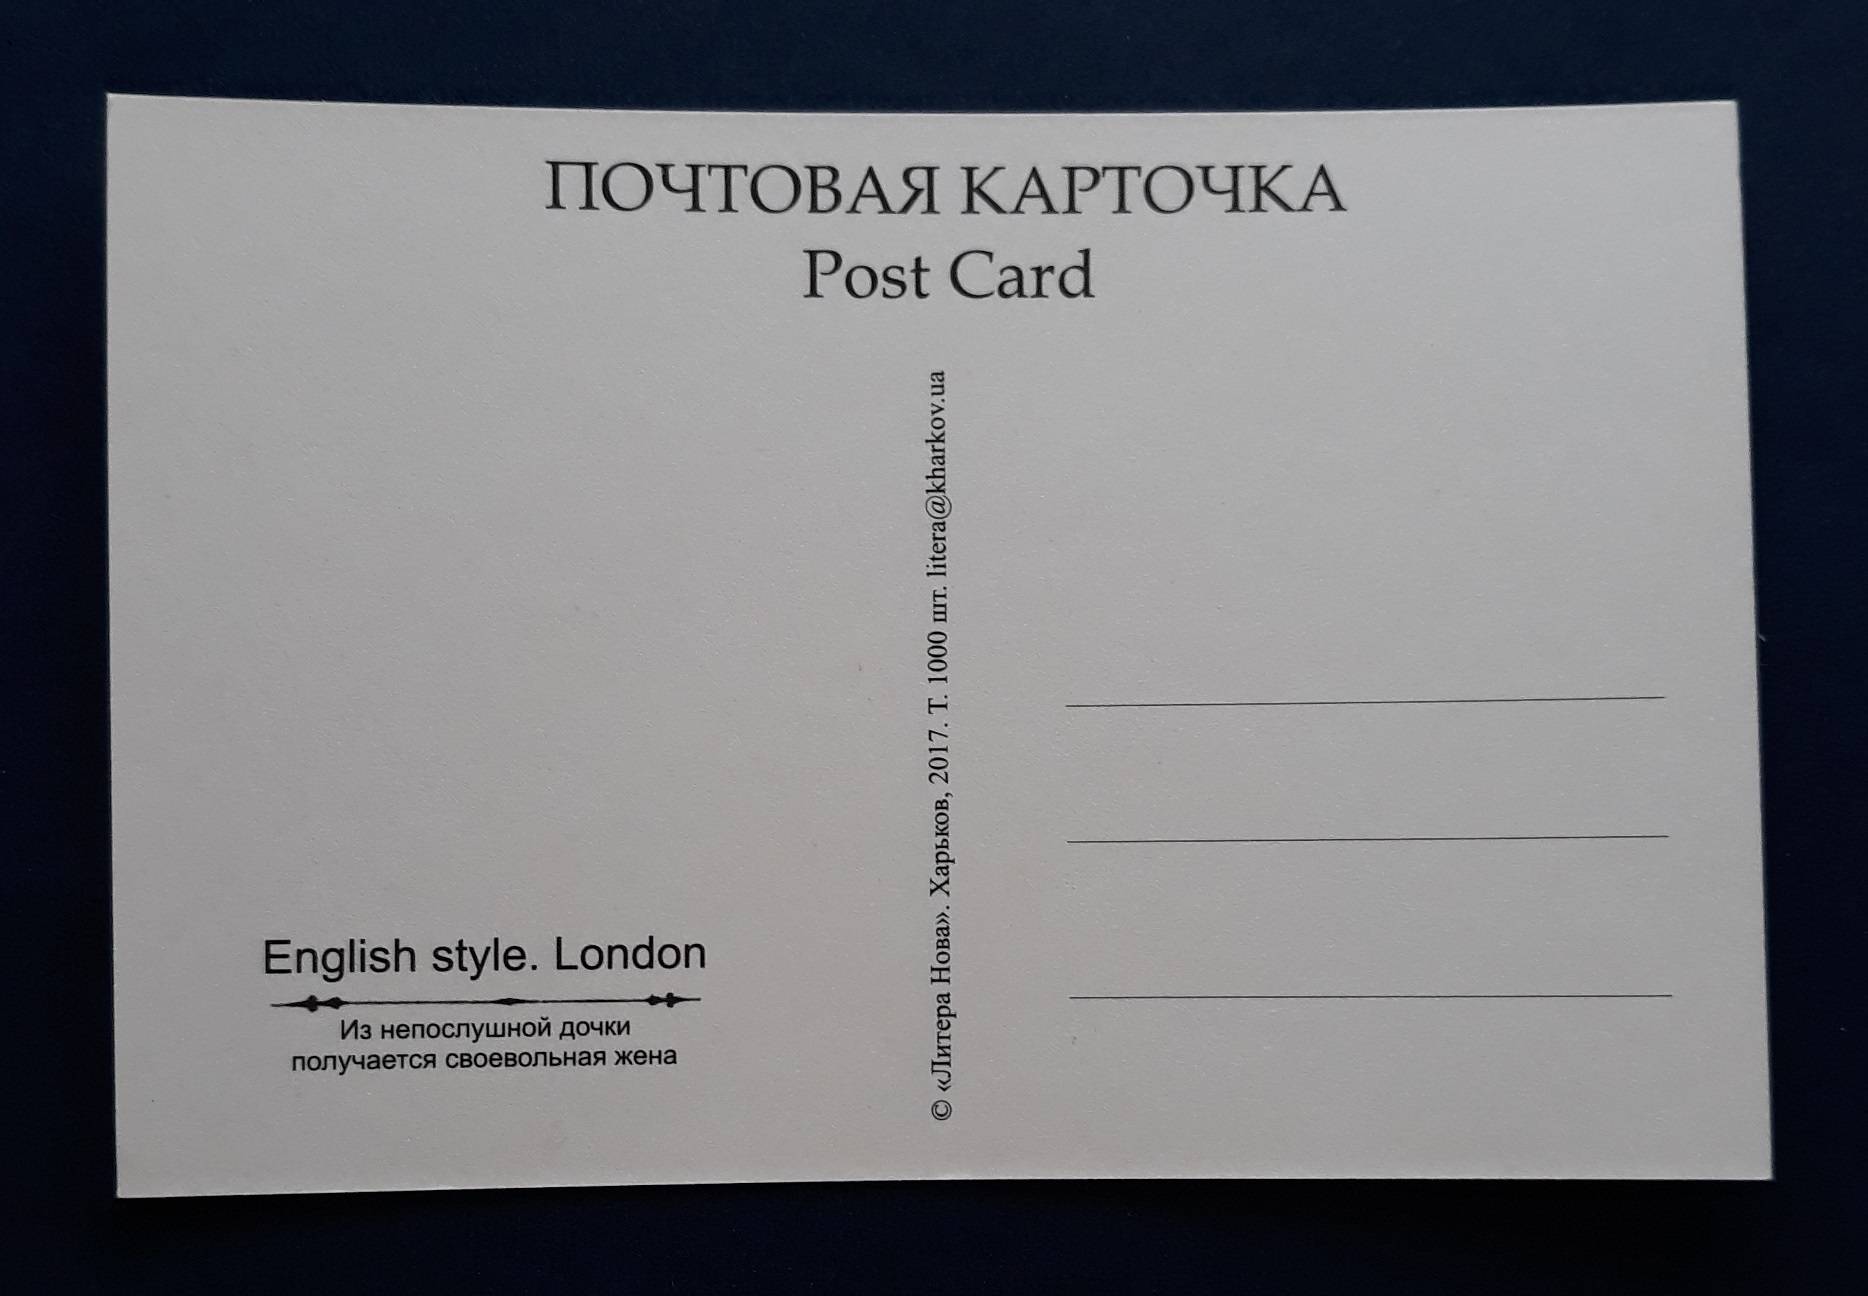 ПОЧТОВАЯ КАРТОЧКА
Post Card
© «Литера Нова». Харьков, 2017. Т. 1000 шт. litera@kharkov.ua
English style. London
Из непослушной дочки
получается своевольная жена